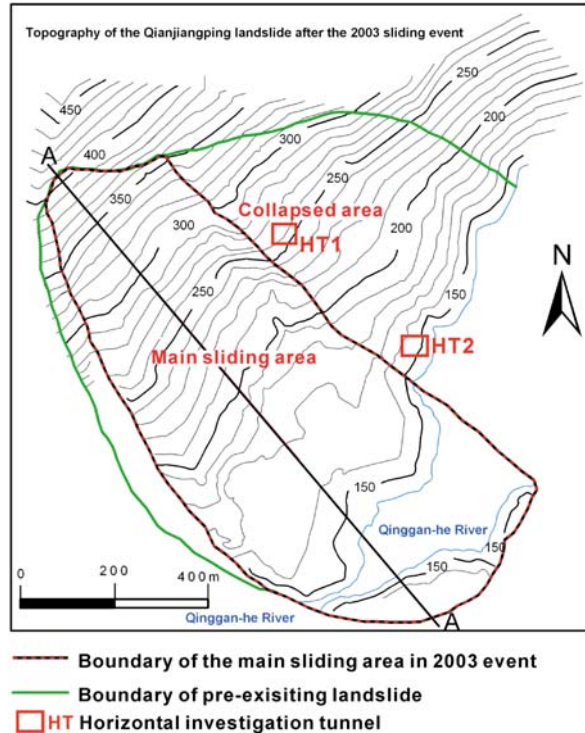 Topography of the Qianjiangping landslide after the 2003 sliding event
250
450
200
A
400
300
350
250
Collapsed area
HT1
300
200
N
250
150
HT2
Main sliding area
150
Qinggan-he River
150
150
0 200 400m
Qinggan-he River
A
Boundary of the main sliding area in 2003 event
Boundary of pre-exisiting landslide
HT Horizontal investigation tunnel